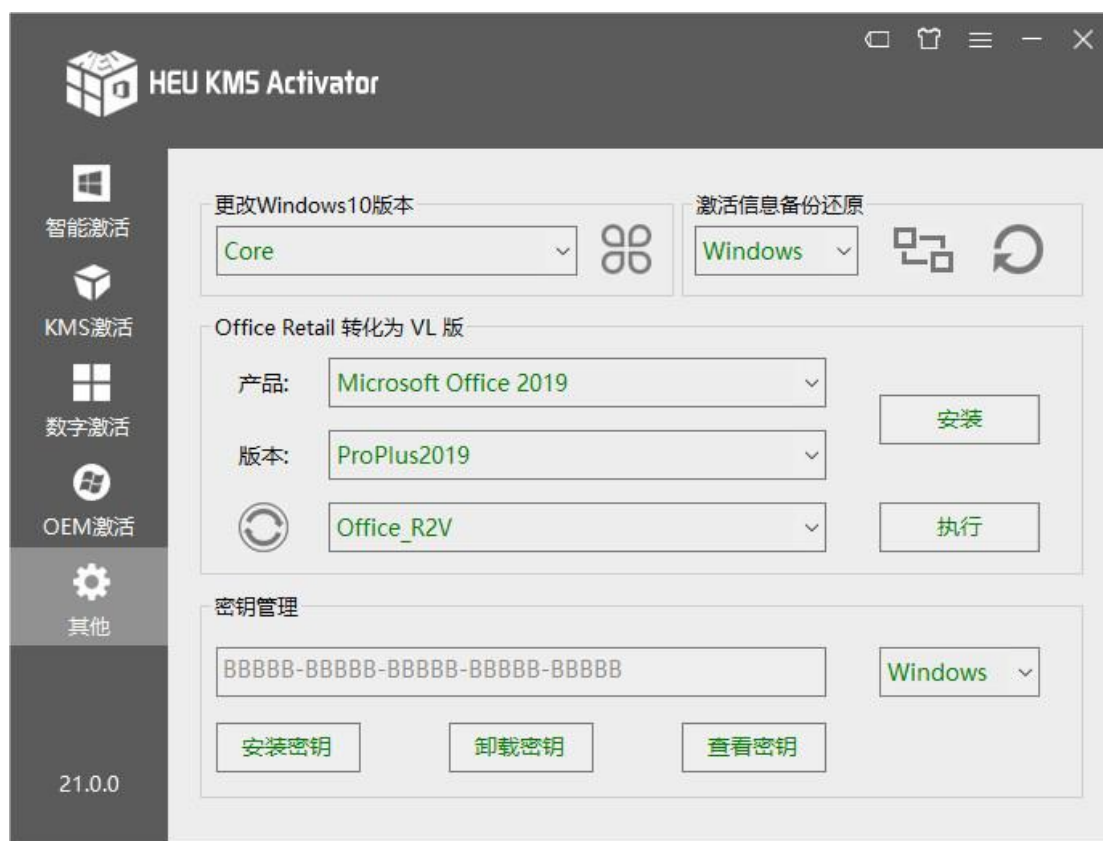 HEU KMS Activator
智能激活
KMS激活
数字激活
OEM激活
其他
21.0.0
更改Windows10版本
Core
激活信息备份还原
Windows
Office Retail 转化为 VL 版
产品:
Microsoft Office 2019
安装
版本:
ProPlus2019
Office_R2V
执行
密钥管理
BBBBB-BBBBB-BBBBB-BBBBB-BBBBB
Windows
安装密钥
卸载密钥
查看密钥